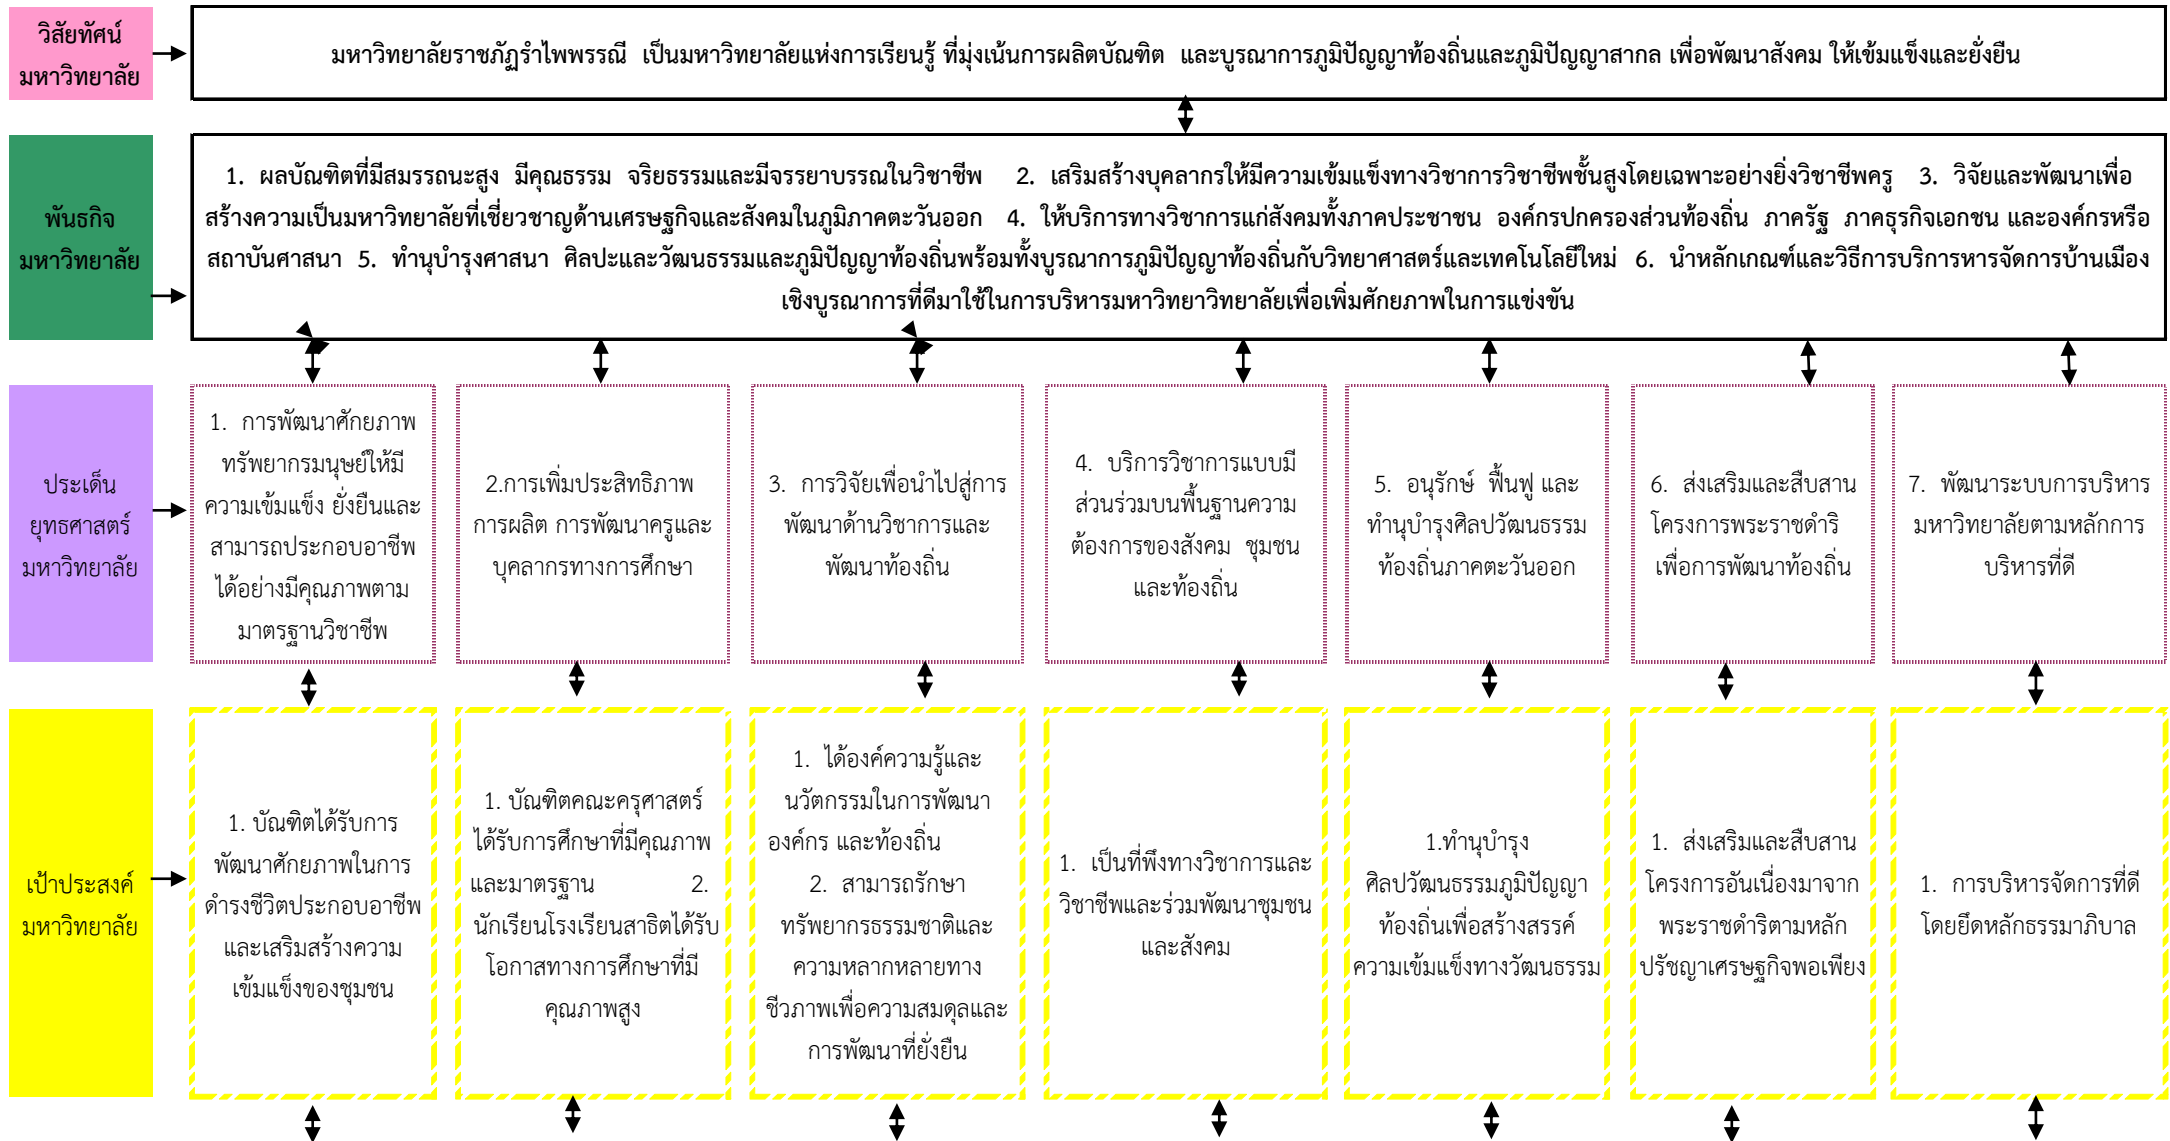 วิสัยทัศน์
มหาวิทยาลัย
มหาวิทยาลัยราชภัฏรำไพพรรณี เป็นมหาวิทยาลัยแห่งการเรียนรู้ ที่มุ่งเน้นการผลิตบัณฑิต และบูรณาการภูมิปัญญาท้องถิ่นและภูมิปัญญาสากล เพื่อพัฒนาสังคม ให้เข้มแข็งและยั่งยืน
พันธกิจ
มหาวิทยาลัย
1. ผลบัณฑิตที่มีสมรรถนะสูง มีคุณธรรม จริยธรรมและมีจรรยาบรรณในวิชาชีพ 2. เสริมสร้างบุคลากรให้มีความเข้มแข็งทางวิชาการวิชาชีพชั้นสูงโดยเฉพาะอย่างยิ่งวิชาชีพครู 3. วิจัยและพัฒนาเพื่อ
สร้างความเป็นมหาวิทยาลัยที่เชี่ยวชาญด้านเศรษฐกิจและสังคมในภูมิภาคตะวันออก 4. ให้บริการทางวิชาการแก่สังคมทั้งภาคประชาชน องค์กรปกครองส่วนท้องถิ่น ภาครัฐ ภาคธุรกิจเอกชน และองค์กรหรือ
สถาบันศาสนา 5. ทำนุบำรุงศาสนา ศิลปะและวัฒนธรรมและภูมิปัญญาท้องถิ่นพร้อมทั้งบูรณาการภูมิปัญญาท้องถิ่นกับวิทยาศาสตร์และเทคโนโลยีใหม่ 6. นำหลักเกณฑ์และวิธีการบริการหารจัดการบ้านเมือง
เชิงบูรณาการที่ดีมาใช้ในการบริหารมหาวิทยาวิทยาลัยเพื่อเพิ่มศักยภาพในการแข่งขัน
ประเด็น
ยุทธศาสตร์
มหาวิทยาลัย
1. การพัฒนาศักยภาพ
ทรัพยากรมนุษย์ให้มี
ความเข้มแข็ง ยั่งยืนและ
สามารถประกอบอาชีพ
ได้อย่างมีคุณภาพตาม
มาตรฐานวิชาชีพ
2.การเพิ่มประสิทธิภาพ
การผลิต การพัฒนาครูและ
บุคลากรทางการศึกษา
3. การวิจัยเพื่อนำไปสู่การ
พัฒนาด้านวิชาการและ
พัฒนาท้องถิ่น
4. บริการวิชาการแบบมี
ส่วนร่วมบนพื้นฐานความ
ต้องการของสังคม ชุมชน
และท้องถิ่น
5. อนุรักษ์ ฟื้นฟู และ
ทำนุบำรุงศิลปวัฒนธรรม
ท้องถิ่นภาคตะวันออก
6. ส่งเสริมและสืบสาน
โครงการพระราชดำริ
เพื่อการพัฒนาท้องถิ่น
7. พัฒนาระบบการบริหาร
มหาวิทยาลัยตามหลักการ
บริหารที่ดี
เป้าประสงค์
มหาวิทยาลัย
1. บัณฑิตได้รับการ
พัฒนาศักยภาพในการ
ดำรงชีวิตประกอบอาชีพ
และเสริมสร้างความ
เข้มแข็งของชุมชน
1. บัณฑิตคณะครุศาสตร์
ได้รับการศึกษาที่มีคุณภาพ
และมาตรฐาน 2.
นักเรียนโรงเรียนสาธิตได้รับ
โอกาสทางการศึกษาที่มี
คุณภาพสูง
1. ได้องค์ความรู้และ
นวัตกรรมในการพัฒนา
องค์กร และท้องถิ่น
2. สามารถรักษา
ทรัพยากรธรรมชาติและ
ความหลากหลายทาง
ชีวภาพเพื่อความสมดุลและ
การพัฒนาที่ยั่งยืน
1. เป็นที่พึงทางวิชาการและ
วิชาชีพและร่วมพัฒนาชุมชน
และสังคม
1.ทำนุบำรุง
ศิลปวัฒนธรรมภูมิปัญญา
ท้องถิ่นเพื่อสร้างสรรค์
ความเข้มแข็งทางวัฒนธรรม
1. ส่งเสริมและสืบสาน
โครงการอันเนื่องมาจาก
พระราชดำริตามหลัก
ปรัชญาเศรษฐกิจพอเพียง
1. การบริหารจัดการที่ดี
โดยยึดหลักธรรมาภิบาล